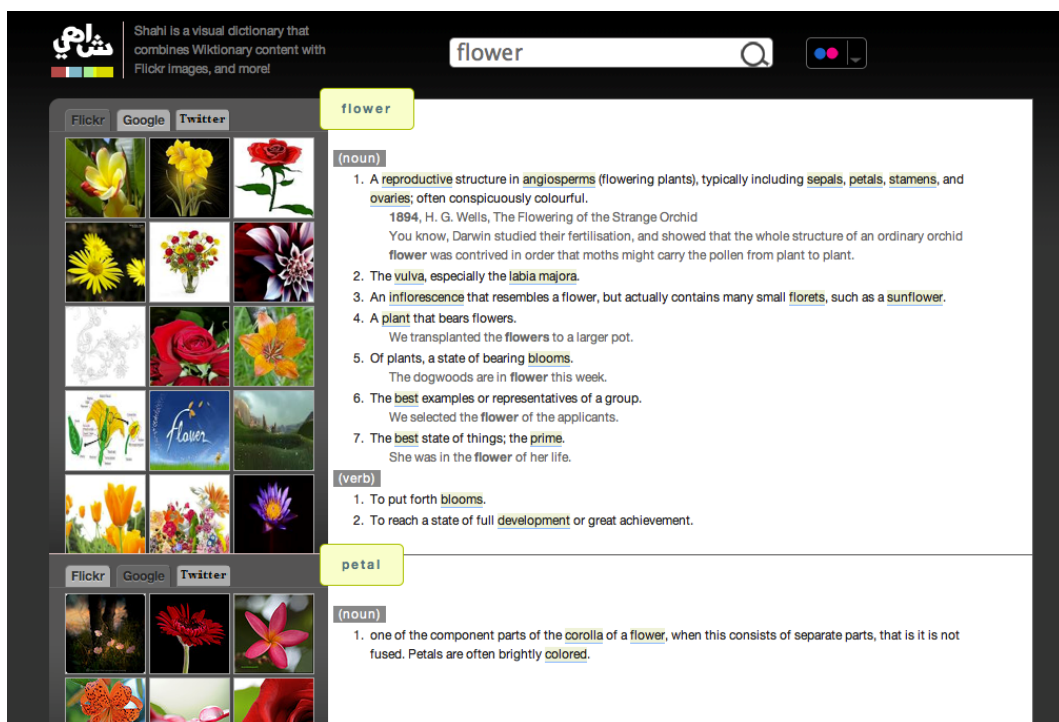 شاهي
Shahi is a visual dictionary that
combines Wiktionary content with
Flickr images, and more!
flower
flower
Flickr Google Twitter
(noun)
1. A reproductive structure in angiosperms (flowering plants), typically including sepals, petals, stamens, and
ovaries; often conspicuously colourful.
1894, H. G. Wells, The Flowering of the Strange Orchid
You know, Darwin studied their fertilisation, and showed that the whole structure of an ordinary orchid
flower was contrived in order that moths might carry the pollen from plant to plant.
2. The vulva, especially the labia majora.
3. An inflorescence that resembles a flower, but actually contains many small florets, such as a sunflower.
4. A plant that bears flowers.
We transplanted the flowers to a larger pot.
5. Of plants, a state of bearing blooms.
The dogwoods are in flower this week.
6. The best examples or representatives of a group.
We selected the flower of the applicants.
7. The best state of things; the prime.
She was in the flower of her life.
(verb)
1. To put forth blooms.
2. To reach a state of full development or great achievement.
flower
petal
Flickr Google Twitter
(noun)
1. one of the component parts of the corolla of a flower, when this consists of separate parts, that is it is not
fused. Petals are often brightly colored.